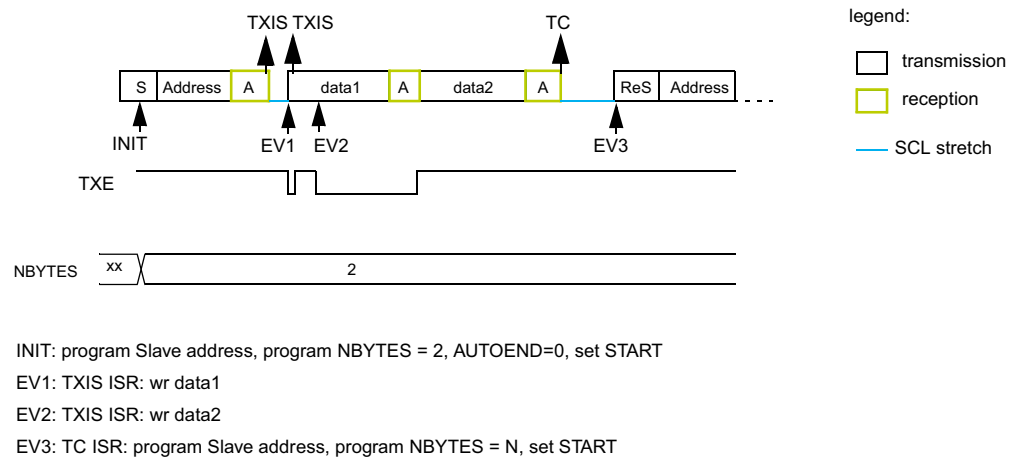 legend:
TXIS TXIS TC
transmission
S Address A data1 A data2 A ReS Address
reception
INIT EV1 EV2 EV3
SCL stretch
TXE
NBYTES xx 2
INIT: program Slave address, program NBYTES = 2, AUTOEND=0, set START
EV1: TXIS ISR: wr data1
EV2: TXIS ISR: wr data2
EV3: TC ISR: program Slave address, program NBYTES = N, set START